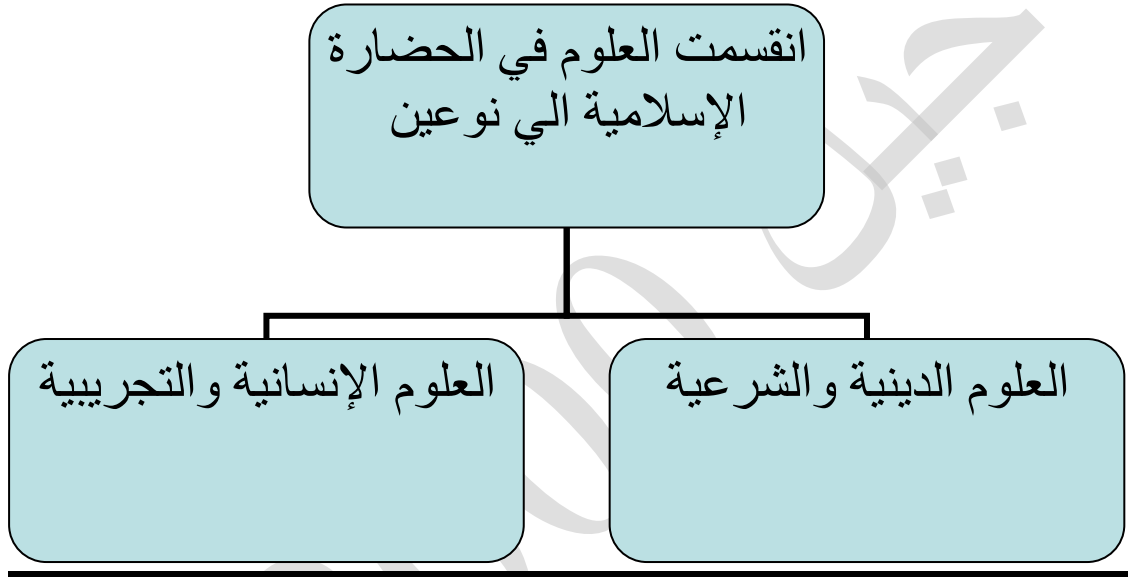 انقسمت العلوم في الحضارة
الإسلامية الي نوعين
العلوم الدينية والشرعية
العلوم الإنسانية والتجريبية